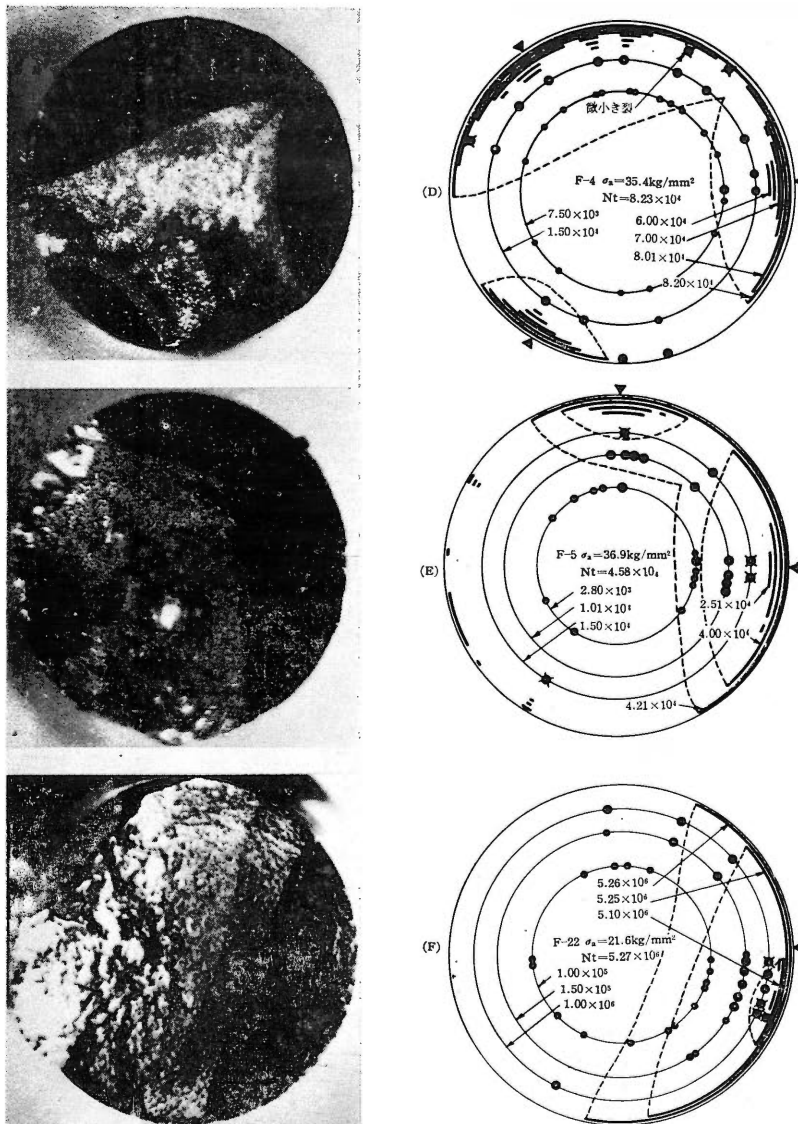 微小き裂
(D)
F-4 σa=35.4kg/mm²
Nt=8.23×10⁴
7.50×10³
1.50×10⁴
6.00×10⁴
7.00×10⁴
8.01×10⁴
8.20×10⁴
(E)
F-5 σa=36.9kg/mm²
Nt=4.58×10₄
2.80×10³
1.01×10⁴
1.50×10⁴
2.51×10⁴
4.00×10⁴
4.21×10⁴
5.26×10⁶
5.25×10⁶
5.10×10⁶
(F)
F-22 σa=21.6kg/mm²
Nt=5.27×10⁶
1.00×10⁵
1.50×10⁵
1.00×10⁶